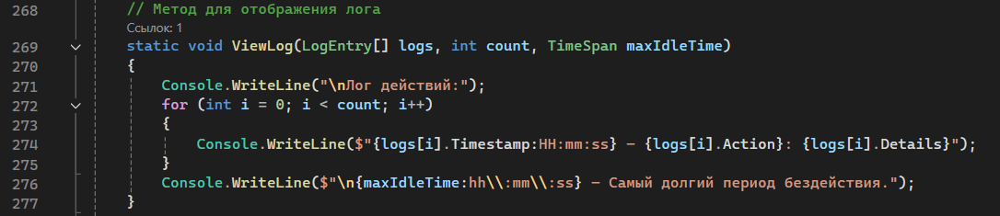 268 // Метод для отображения лога
Ссылок: 1
269 static void ViewLog(LogEntry[] logs, int count, TimeSpan maxIdleTime)
270 {
271 Console.WriteLine("\nЛог действий:");
272 for (int i = 0; i < count; i++)
273 {
274 Console.WriteLine($"{logs[i].Timestamp:HH:mm:ss} - {logs[i].Action}: {logs[i].Details}");
275 }
276 Console.WriteLine($"\n{maxIdleTime:hh\\:mm\\:ss} - Самый долгий период бездействия.");
277 }